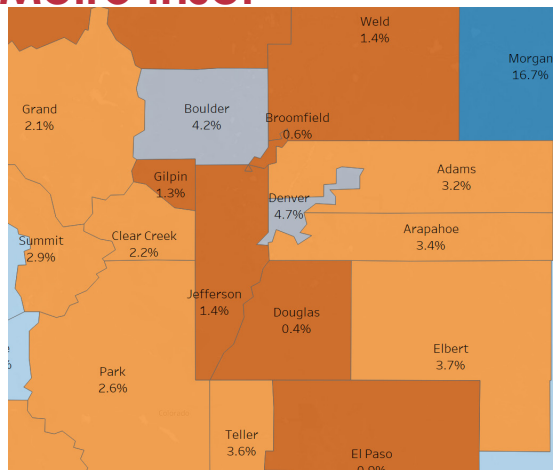 Metro Inset
Weld
1.4%
Morgan
16.7%
Grand
2.1%
Boulder
4.2%
Broomfield
0.6%
Gilpin
1.3%
Adams
3.2%
Denver
4.7%
Summit
2.9%
Clear Creek
2.2%
Arapahoe
3.4%
Jefferson
1.4%
Douglas
0.4%
Elbert
3.7%
Park
2.6%
Teller
3.6%
El Paso